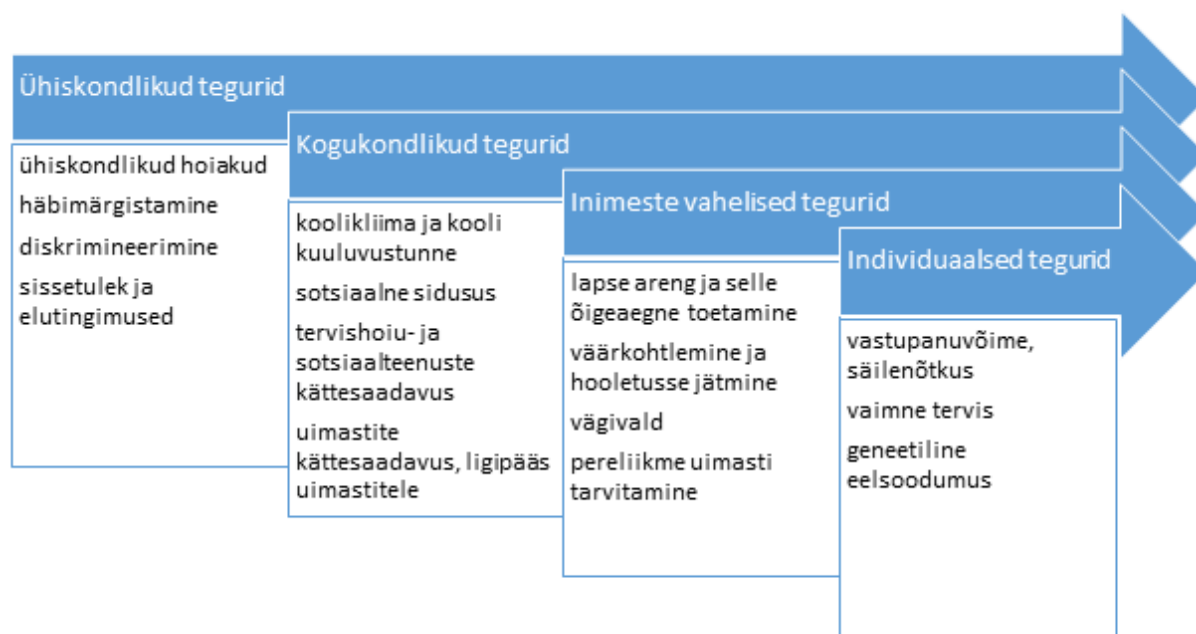 Ühiskondlikud tegurid
ühiskondlikud hoiakud
häbimärgistamine
diskrimineerimine
sissetulek ja
elutingimused
Kogukondlikud tegurid
koolikliima ja kooli
kuuluvustunne
sotsiaalne sidusus
tervishoiu- ja
sotsiaalteenuste
kättesaadavus
uimastite
kättesaadavus, ligipääs
uimastitele
Inimeste vahelised tegurid
lapse areng ja selle
õigeaegne toetamine
väärkohtlemine ja
hooletusse jätmine
vägivald
pereliikme uimasti
tarvitamine
Individuaalsed tegurid
vastupanuvõime,
säilenõtkus
vaimne tervis
geneetiline
eelsoodumus